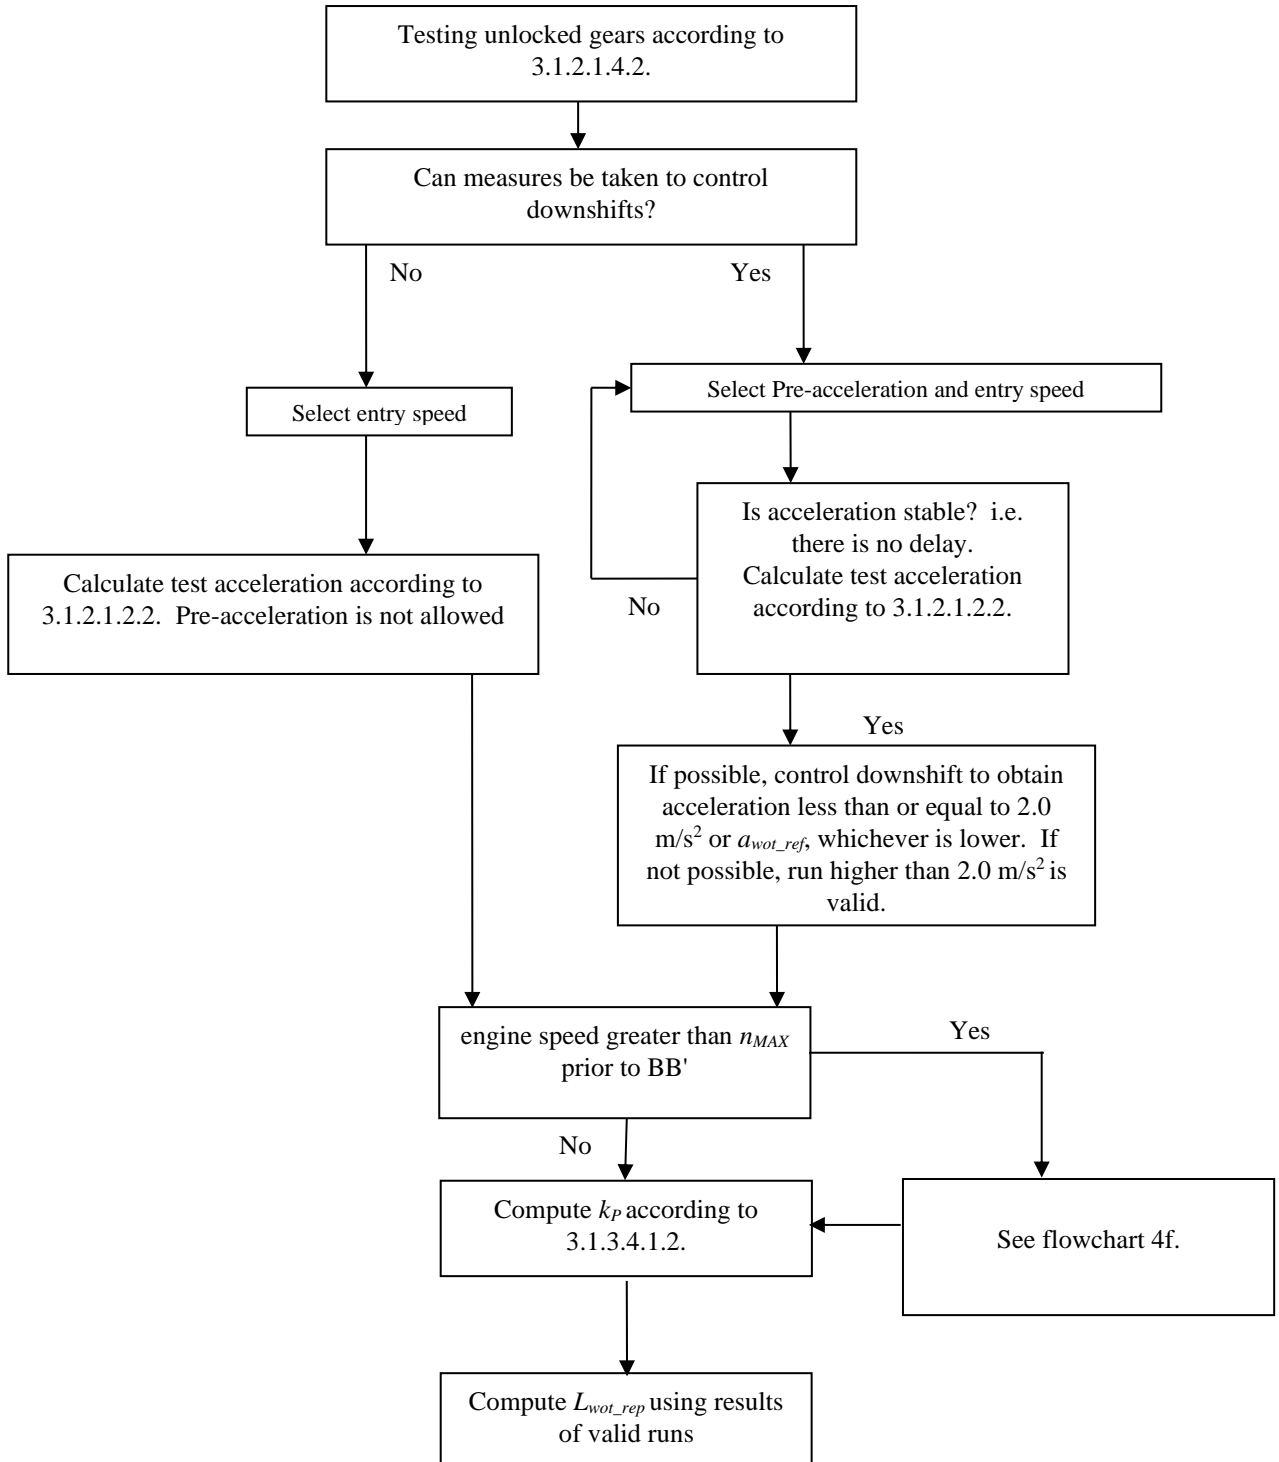 Testing unlocked gears according to
3.1.2.1.4.2.
Can measures be taken to control
downshifts?
No
Yes
Select entry speed
Select Pre-acceleration and entry speed
Calculate test acceleration according to
3.1.2.1.2.2.  Pre-acceleration is not allowed
Is acceleration stable?  i.e.
there is no delay.
Calculate test acceleration
according to 3.1.2.1.2.2.
No
Yes
If possible, control downshift to obtain
acceleration less than or equal to 2.0
m/s² or a_wot_ref, whichever is lower.  If
not possible, run higher than 2.0 m/s² is
valid.
engine speed greater than n_MAX
prior to BB'
Yes
No
Compute k_P according to
3.1.3.4.1.2.
See flowchart 4f.
Compute L_wot_rep using results
of valid runs